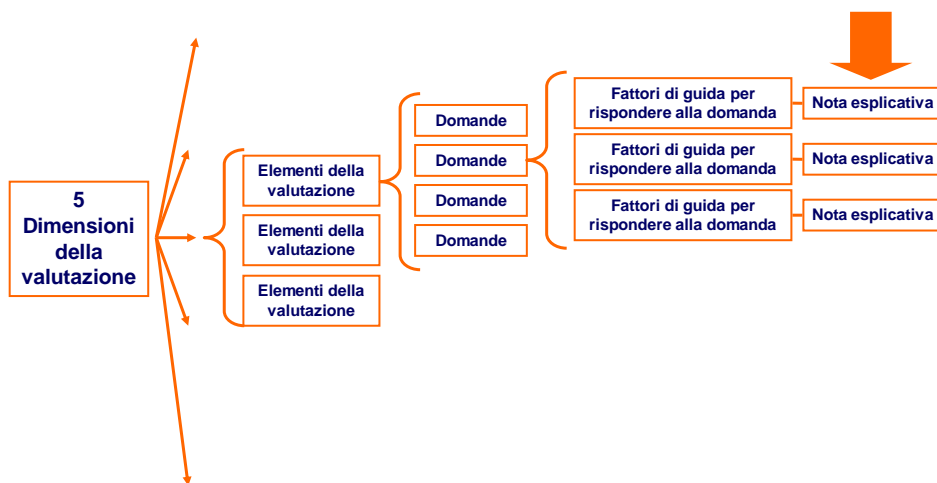 5
Dimensioni
della
valutazione
Elementi della
valutazione
Elementi della
valutazione
Elementi della
valutazione
Domande
Domande
Domande
Domande
Fattori di guida per
rispondere alla domanda
Fattori di guida per
rispondere alla domanda
Fattori di guida per
rispondere alla domanda
Nota esplicativa
Nota esplicativa
Nota esplicativa